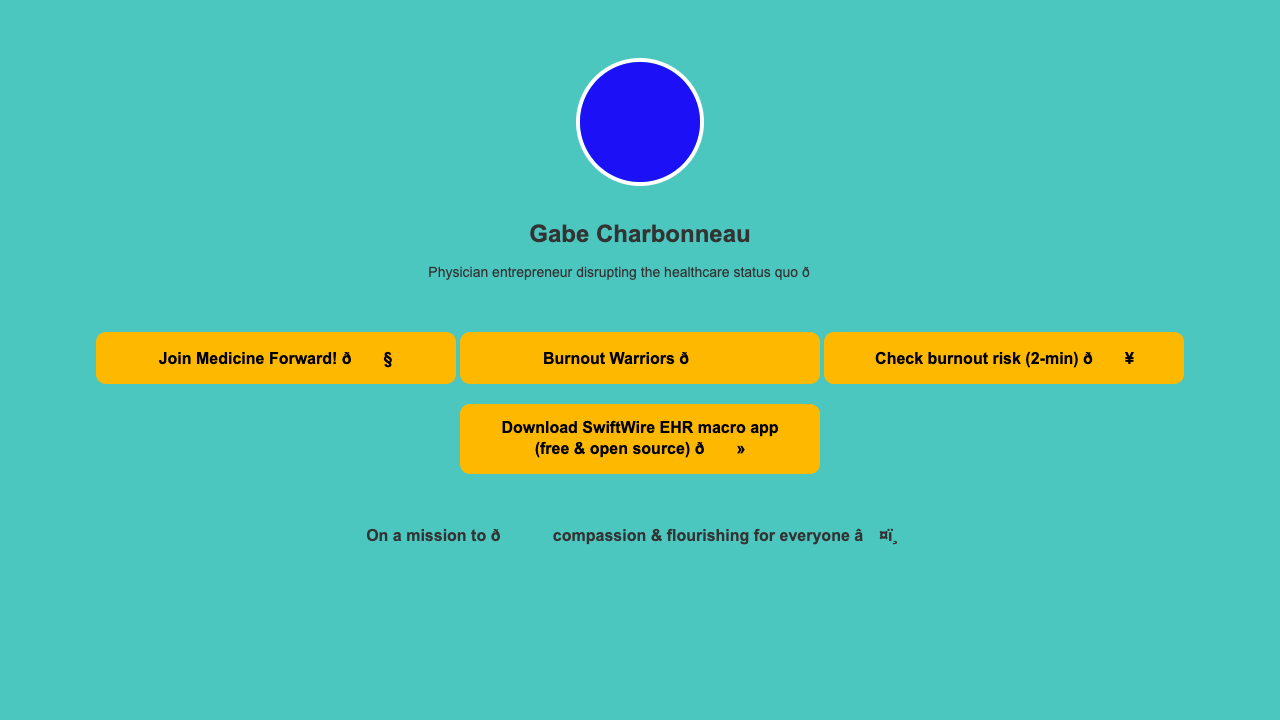 Gabe Charbonneau
Physician entrepreneur disrupting the healthcare status quo ð
Join Medicine Forward! ð §
Burnout Warriors ð
Check burnout risk (2-min) ð ¥
Download SwiftWire EHR macro app
(free & open source) ð »
On a mission to ð compassion & flourishing for everyone â ¤ï¸